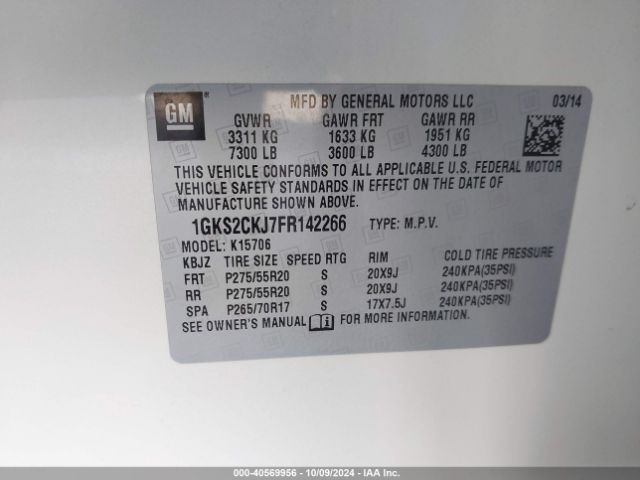 GM
MFD BY GENERAL MOTORS LLC 03/14
GVWR GAWR FRT GAWR RR
3311 KG 1633 KG 1951 KG
7300 LB 3600 LB 4300 LB
THIS VEHICLE CONFORMS TO ALL APPLICABLE U.S. FEDERAL MOTOR
VEHICLE SAFETY STANDARDS IN EFFECT ON THE DATE OF
MANUFACTURE SHOWN ABOVE.
1GKS2CKJ7FR142266 TYPE: M.P.V.
MODEL: K15706
KBJZ TIRE SIZE SPEED RTG RIM COLD TIRE PRESSURE
FRT P275/55R20 S 20X9J 240KPA(35PSI)
RR P275/55R20 S 20X9J 240KPA(35PSI)
SPA P265/70R17 S 17X7.5J 240KPA(35PSI)
SEE OWNER'S MANUAL FOR MORE INFORMATION.
000-40569956 - 10/09/2024 - IAAI.CA